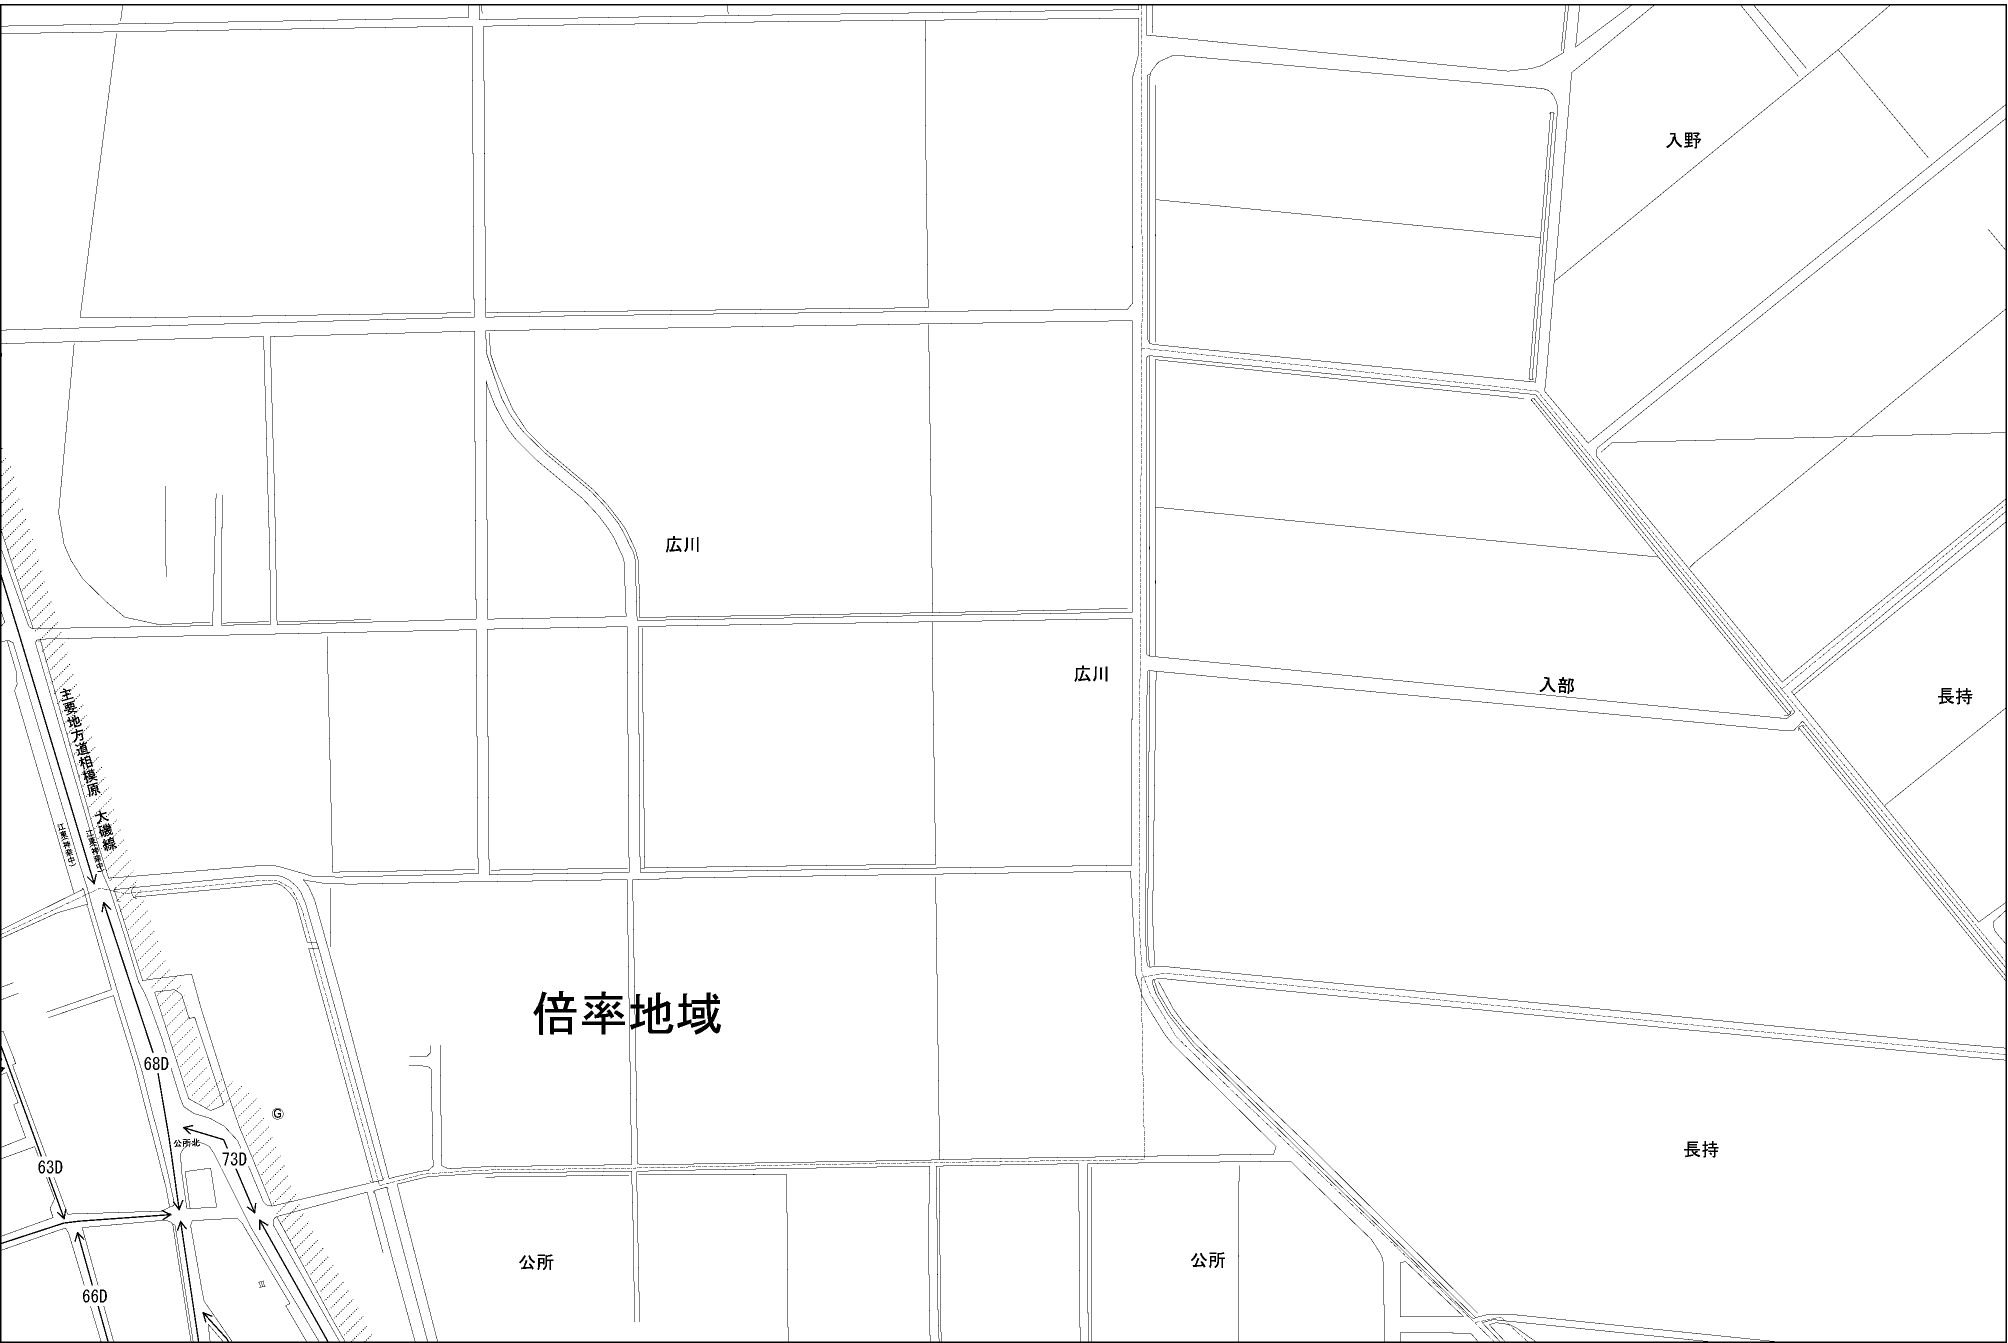 入野
広川
広川
入部
長持
主要地方道相模原 大磯線
倍率地域
68D
G
公所北
73D
63D
長持
公所
公所
66D